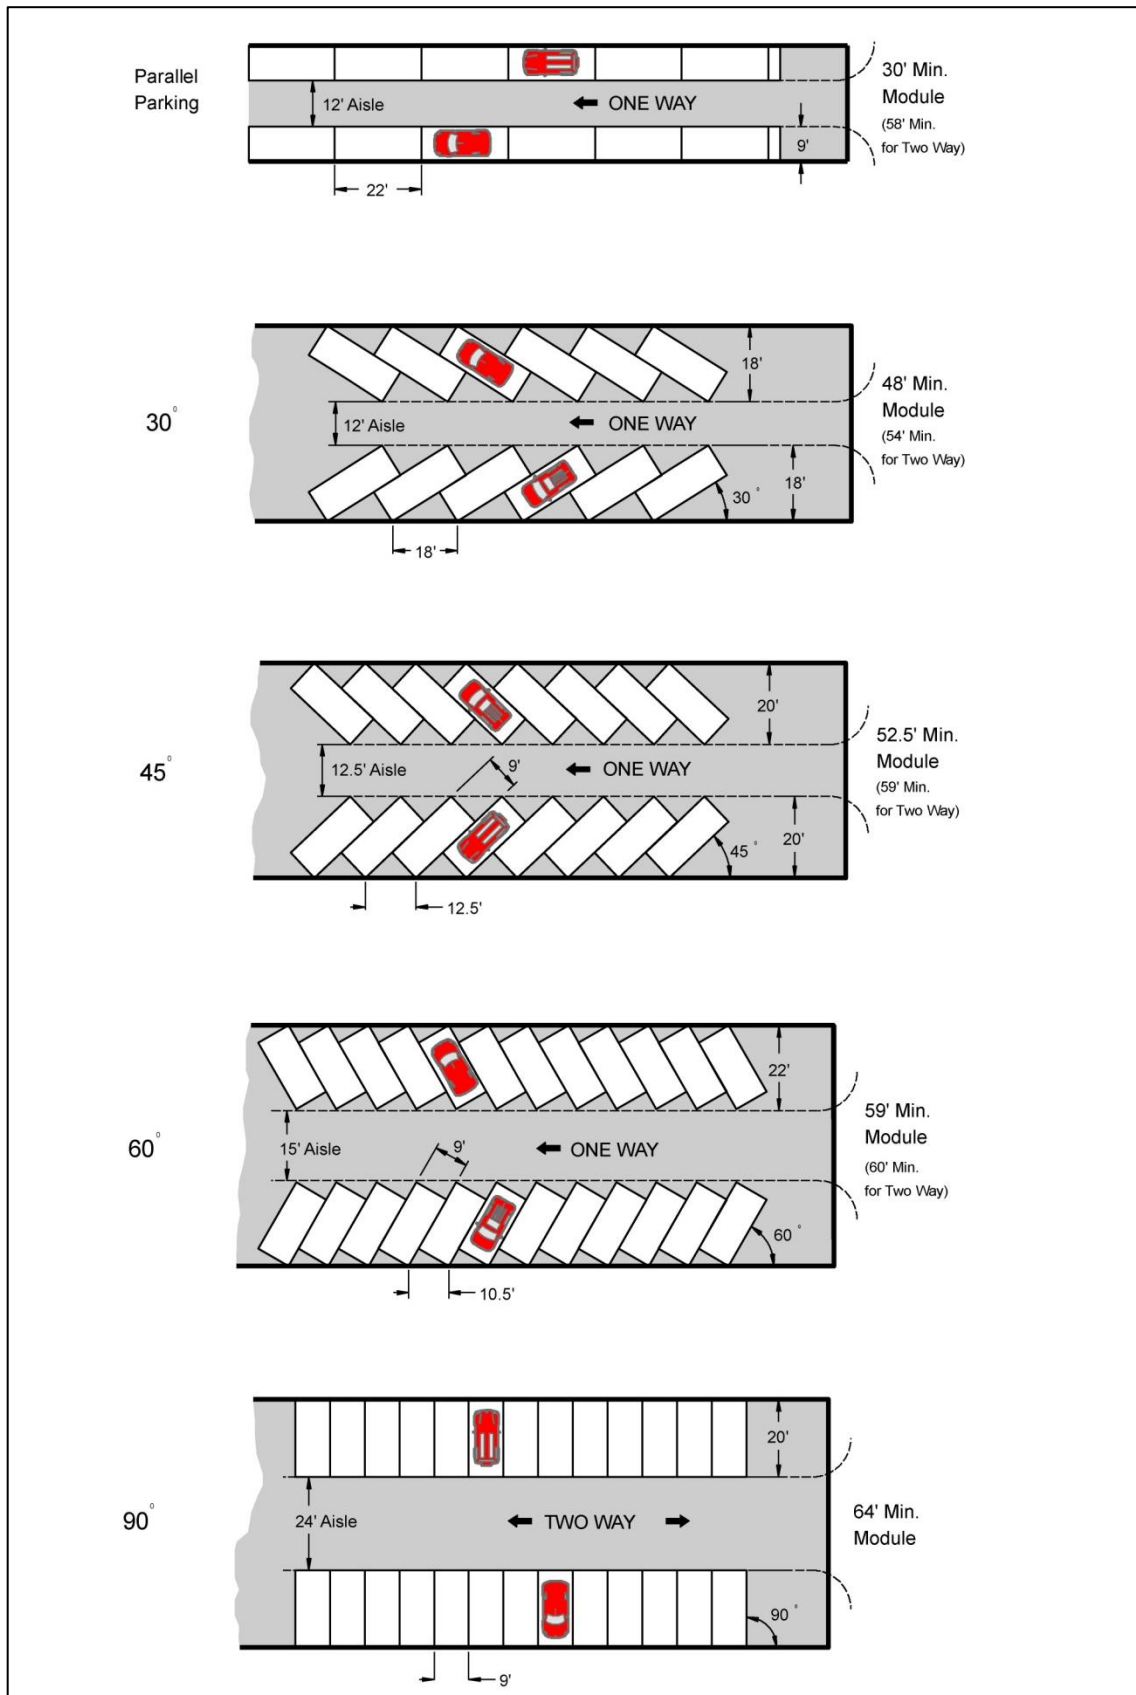 Parallel
Parking
12' Aisle
ONE WAY
30' Min.
Module
(58' Min.
for Two Way)
9'
22'
30°
18'
12' Aisle
ONE WAY
48' Min.
Module
(54' Min.
for Two Way)
18'
30°
18'
45°
20'
12.5' Aisle
9'
ONE WAY
52.5' Min.
Module
(59' Min.
for Two Way)
20'
45°
12.5'
60°
22'
15' Aisle
9'
ONE WAY
59' Min.
Module
(60' Min.
for Two Way)
60°
10.5'
90°
20'
24' Aisle
TWO WAY
64' Min.
Module
90°
9'